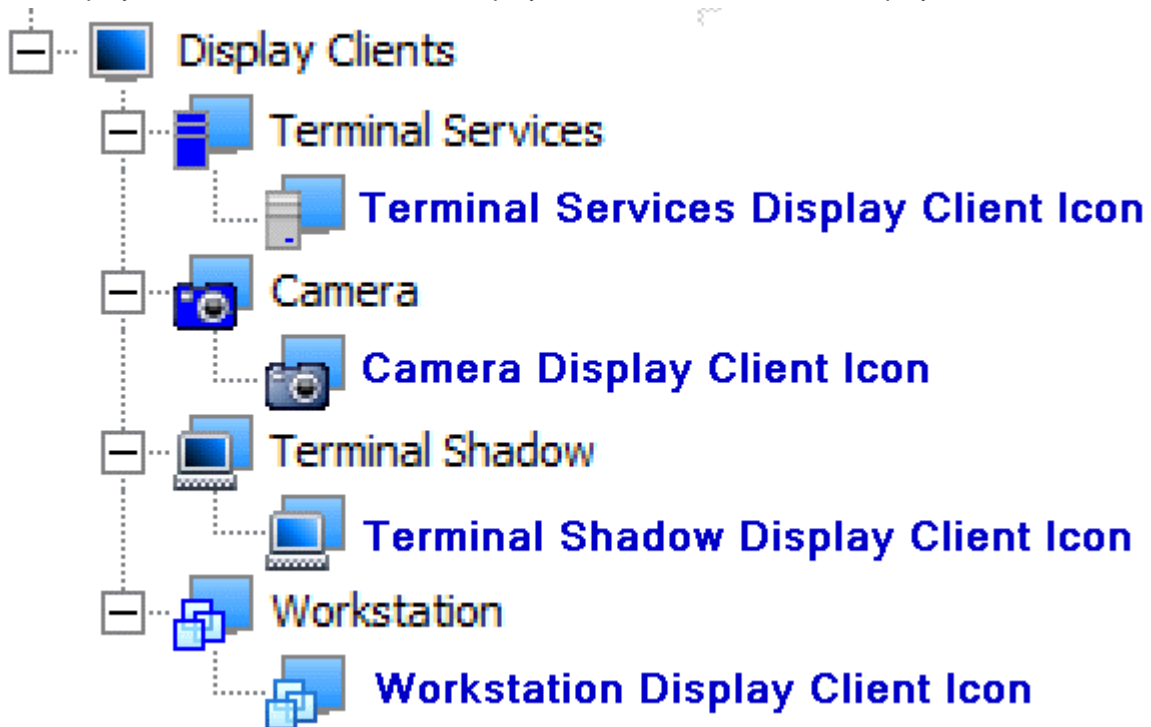 Display Clients
Terminal Services
Terminal Services Display Client Icon
Camera
Camera Display Client Icon
Terminal Shadow
Terminal Shadow Display Client Icon
Workstation
Workstation Display Client Icon